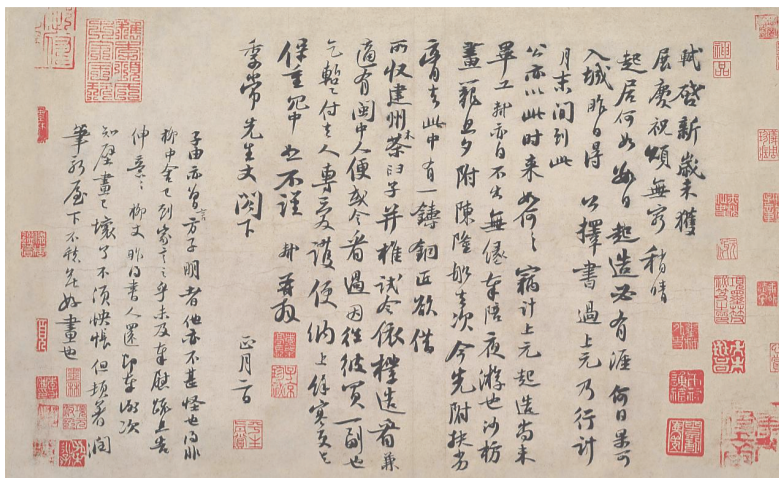 軾啓新歲未獲
展慶祝頌無窮稍晴
起居何如數日起造必有涯何日果可
入城昨日得公擇書過上元乃行計
月末間到此
公亦以此時來如何〻竊計上元起造尚未
畢工軾亦自不出無緣奉陪夜游也沙枋
畫籠旦夕附陳隆船去次今先附扶劣
膏去此中有一鑄銅匠欲借
所收建州木茶臼子并椎試令依樣造看兼
適有閩中人便或令看過因往彼買一副也
乞暫付去人專愛護便納上餘寒更乞
保重冗中恕不謹軾再拜
季常先生丈閣下
正月二日
子由亦曾言方子明者他亦不甚怪也得非
柳中舍已到家言之乎未及奉慰疏且告
伸意〻柳丈昨得書人還即奉謝次
知壁畫已壞了不須怏悵但頓著潤
筆新屋下不愁無好畫也
神品